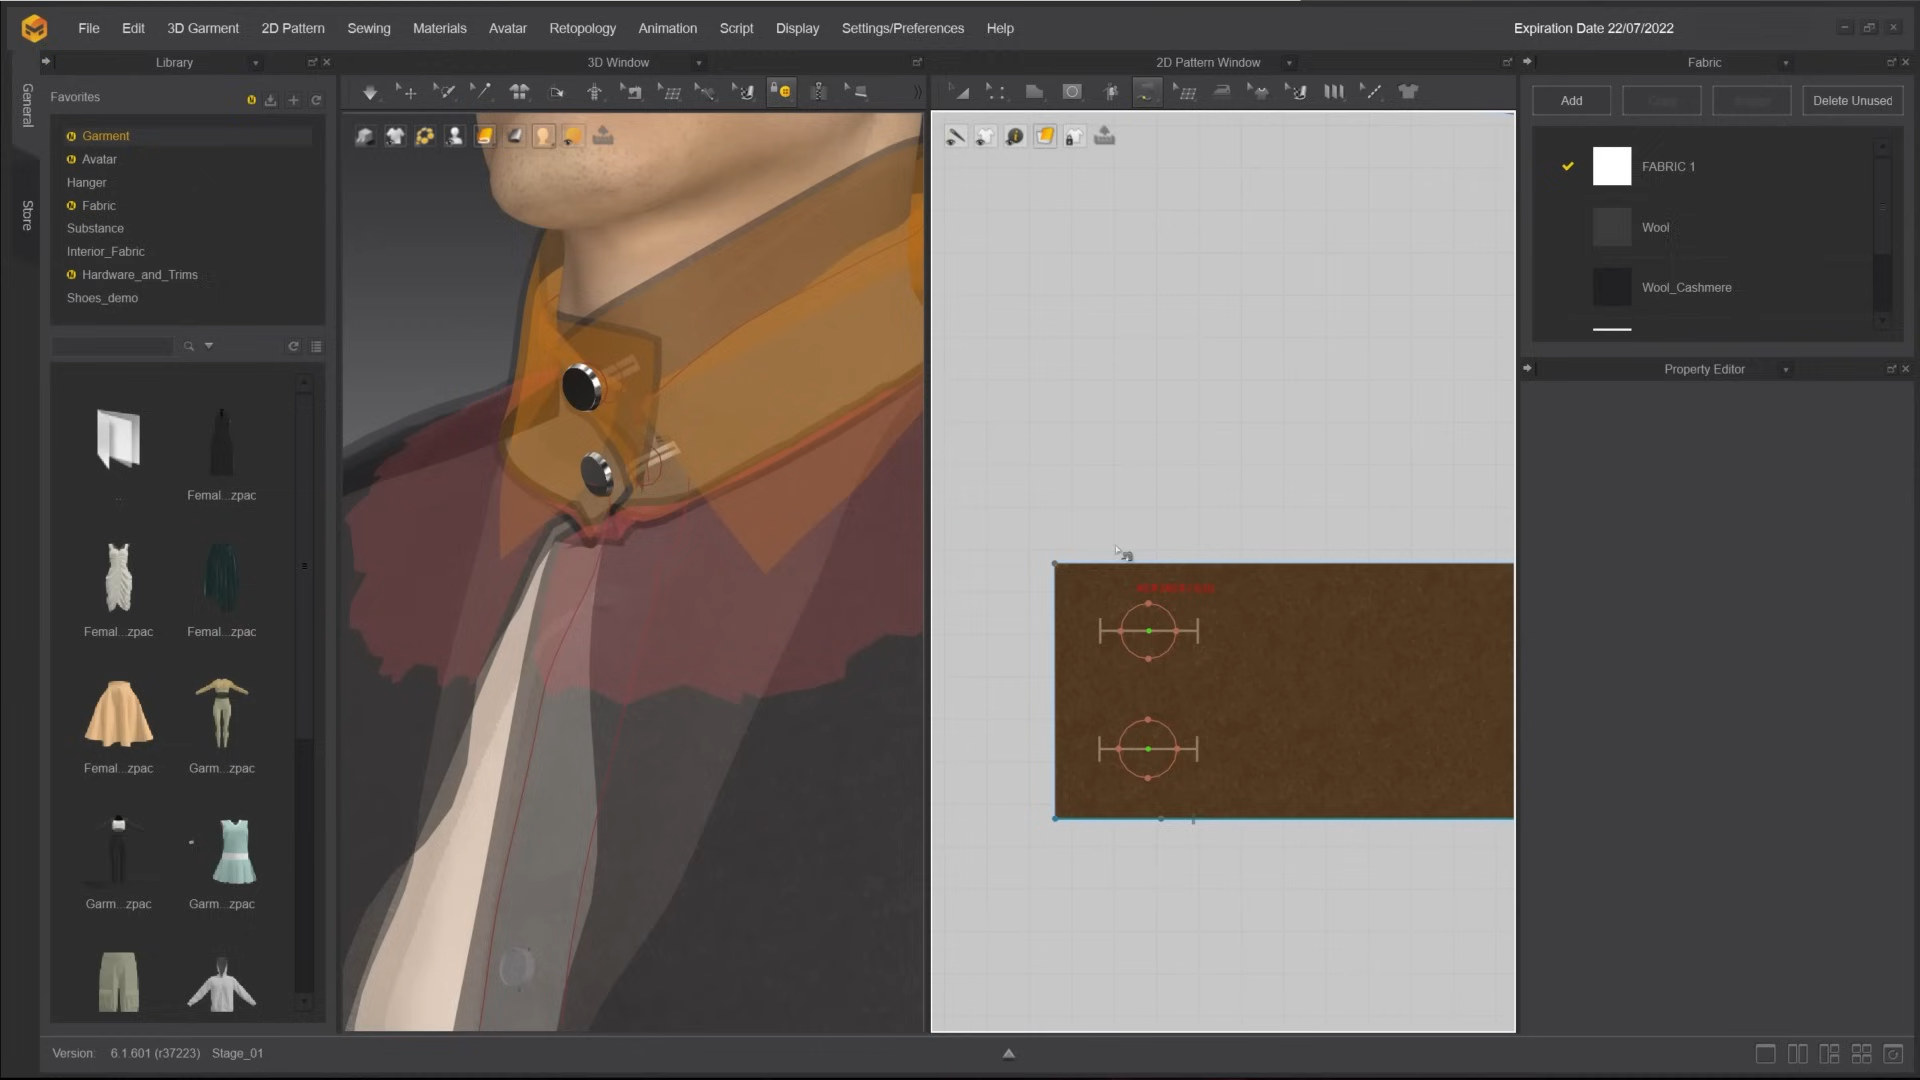 File Edit 3D Garment 2D Pattern Sewing Materials Avatar Retopology Animation Script Display Settings/Preferences Help Expiration Date 22/07/2022
Library 3D Window 2D Pattern Window Fabric
General
Store
Favorites
Garment
Avatar
Hanger
Fabric
Substance
Interior_Fabric
Hardware_and_Trims
Shoes_demo
..
Femal...zpac
Femal...zpac
Femal...zpac
Femal...zpac
Garm...zpac
Garm...zpac
Garm...zpac
Add Delete Unused
FABRIC 1
Wool
Wool_Cashmere
Property Editor
Version: 6.1.601 (r37223) Stage_01